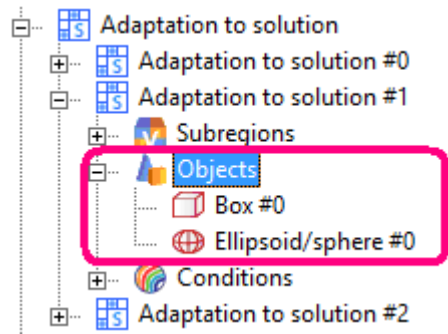 Adaptation to solution
Adaptation to solution #0
Adaptation to solution #1
Subregions
Objects
Box #0
Ellipsoid/sphere #0
Conditions
Adaptation to solution #2